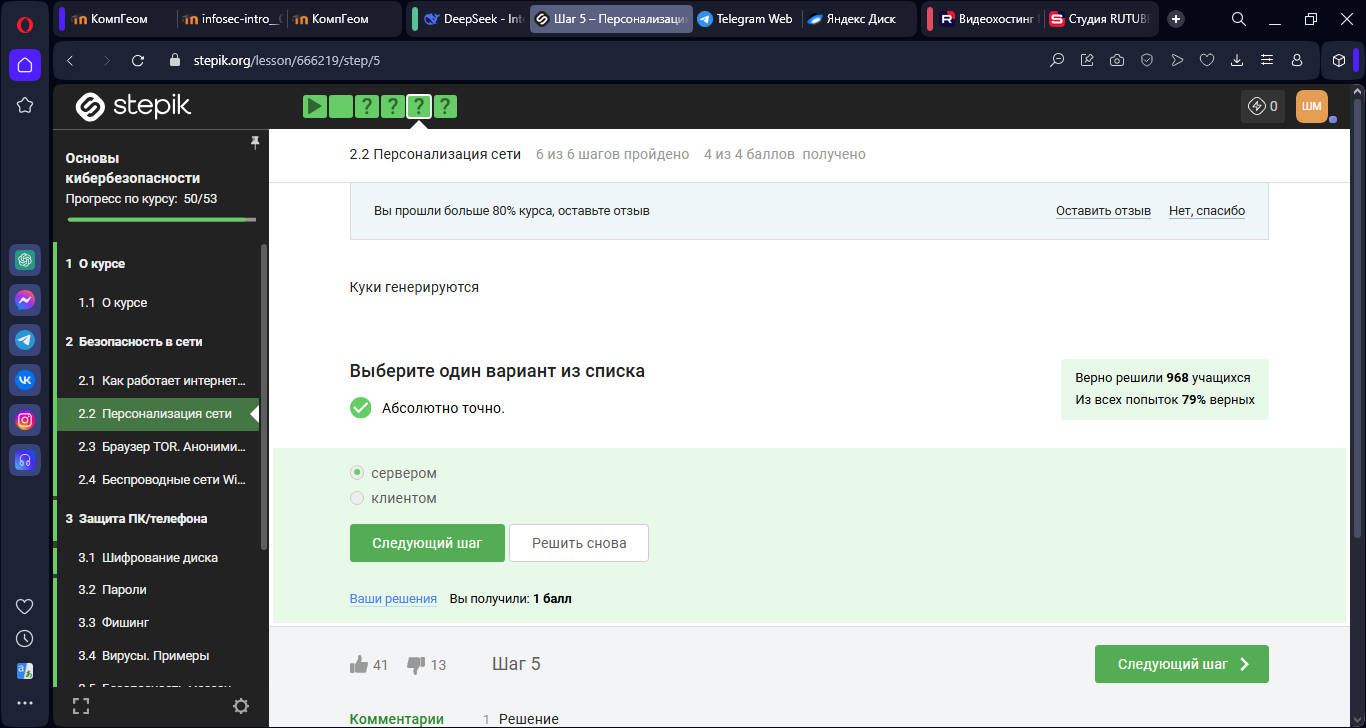 КомпГеом
infosec-intro_
КомпГеом
DeepSeek - Int
Шаг 5 – Персонализаци
Telegram Web
Яндекс Диск
Видеохостинг
Студия RUTUBE
stepik.org/lesson/666219/step/5
stepik
0
ШМ
Основы
кибербезопасности
Прогресс по курсу: 50/53
1 О курсе
1.1 О курсе
2 Безопасность в сети
2.1 Как работает интернет...
2.2 Персонализация сети
2.3 Браузер TOR. Аноними...
2.4 Беспроводные сети Wi...
3 Защита ПК/телефона
3.1 Шифрование диска
3.2 Пароли
3.3 Фишинг
3.4 Вирусы. Примеры
2.2 Персонализация сети 6 из 6 шагов пройдено 4 из 4 баллов получено
Вы прошли больше 80% курса, оставьте отзыв
Оставить отзыв Нет, спасибо
Куки генерируются
Выберите один вариант из списка
Абсолютно точно.
Верно решили 968 учащихся
Из всех попыток 79% верных
сервером
клиентом
Следующий шаг
Решить снова
Ваши решения Вы получили: 1 балл
41 13 Шаг 5
Следующий шаг
Комментарии 1 Решение